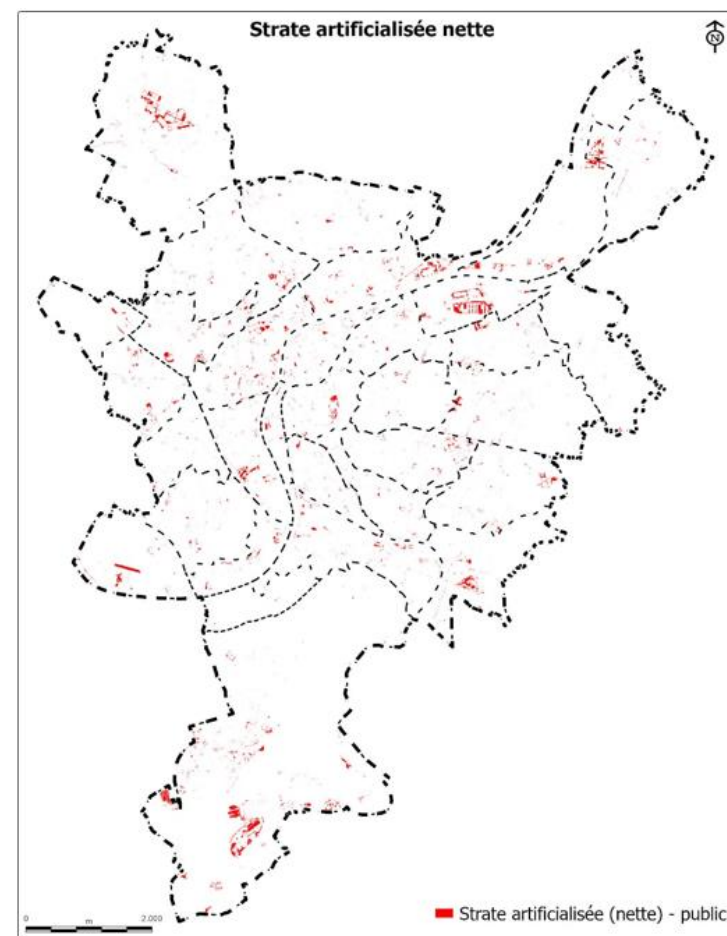 Strate artificialisée nette
N
0 m 2.000
Strate artificialisée (nette) - public